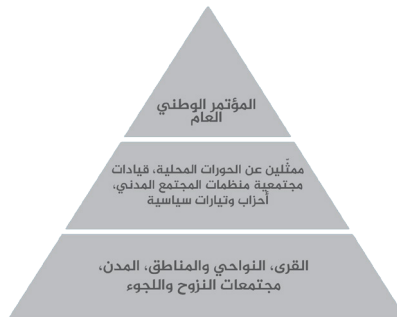 المؤتمر الوطني
العام
ممثّلين عن الحورات المحلية، قيادات
مجتمعية منظمات المجتمع المدني،
أحزاب وتيارات سياسية
القرى، النواحي والمناطق، المدن،
مجتمعات النزوح واللجوء